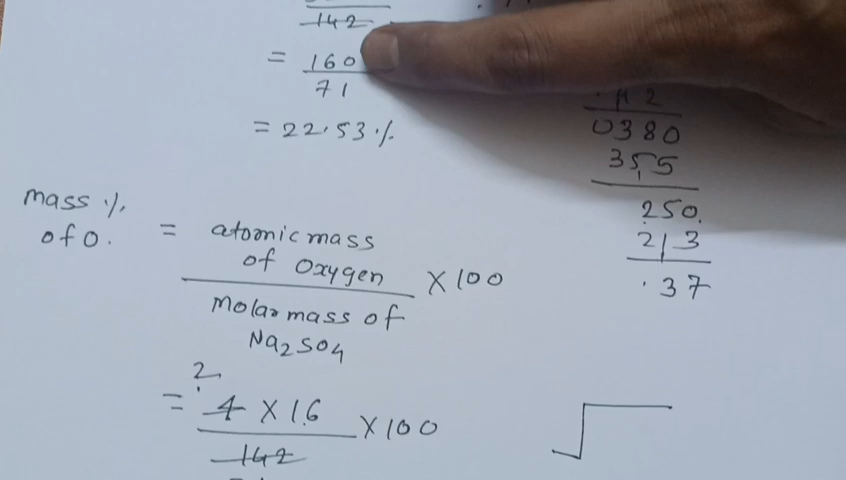 142
= 160
71
= 22.53 %
12
0380
355
250.
213
.37
mass %
of O.
= atomic mass
of oxygen
× 100
Molar mass of
Na2SO4
2
= 4 × 16 × 100
142